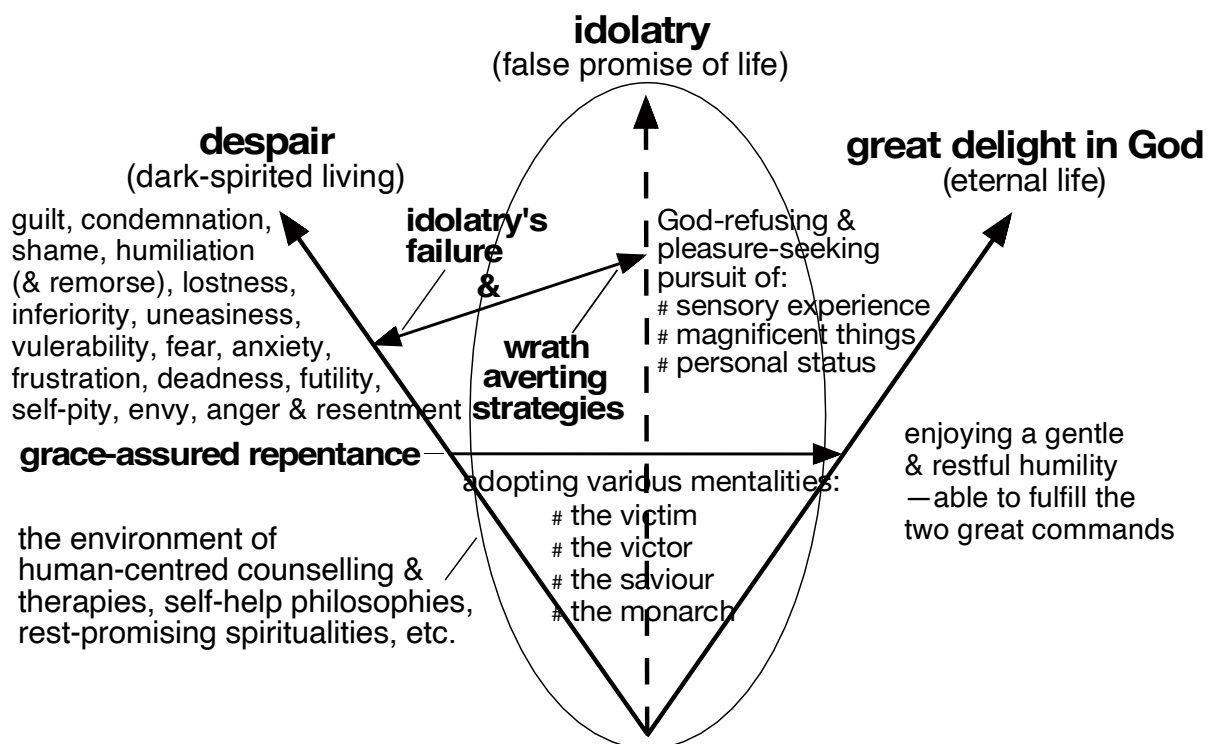 idolatry
(false promise of life)
despair
(dark-spirited living)
great delight in God
(eternal life)
guilt, condemnation,
shame, humiliation
(& remorse), lostness,
inferiority, uneasiness,
vulerability, fear, anxiety,
frustration, deadness, futility,
self-pity, envy, anger & resentment
idolatry's
failure
&
wrath
averting
strategies
God-refusing &
pleasure-seeking
pursuit of:
# sensory experience
# magnificent things
# personal status
grace-assured repentance
adopting various mentalities:
# the victim
# the victor
# the saviour
# the monarch
enjoying a gentle
& restful humility
—able to fulfill the
two great commands
the environment of
human-centred counselling &
therapies, self-help philosophies,
rest-promising spiritualities, etc.